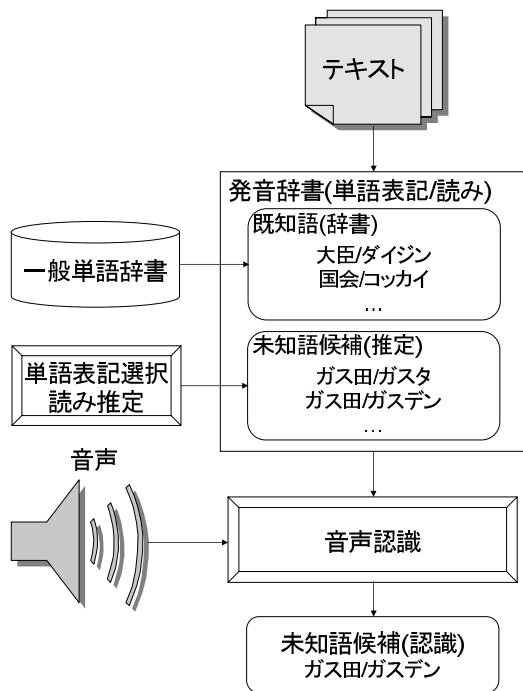 テキスト
発音辞書(単語表記/読み)
既知語(辞書)
大臣/ダイジン
国会/コッカイ
…
一般単語辞書
未知語候補(推定)
ガス田/ガスタ
ガス田/ガスデン
…
単語表記選択
読み推定
音声
音声認識
未知語候補(認識)
ガス田/ガスデン